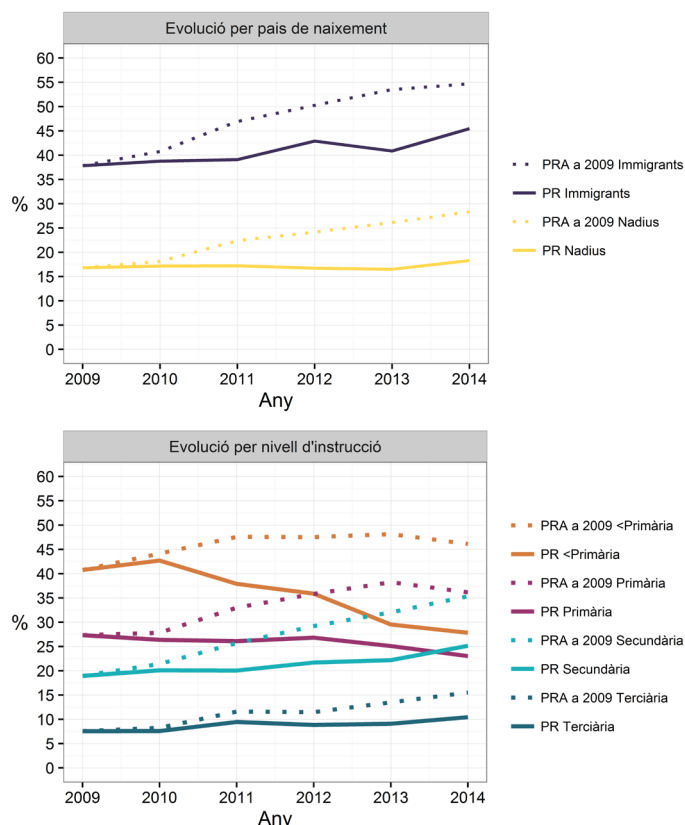 Evolució per pais de naixement
60
55
50
45
40
35
30
25
20
15
10
5
0
%
2009 2010 2011 2012 2013 2014
Any
PRA a 2009 Immigrants
PR Immigrants
PRA a 2009 Nadius
PR Nadius
Evolució per nivell d'instrucció
60
55
50
45
40
35
30
25
20
15
10
5
0
%
2009 2010 2011 2012 2013 2014
Any
PRA a 2009 <Primària
PR <Primària
PRA a 2009 Primària
PR Primària
PRA a 2009 Secundària
PR Secundària
PRA a 2009 Terciària
PR Terciària